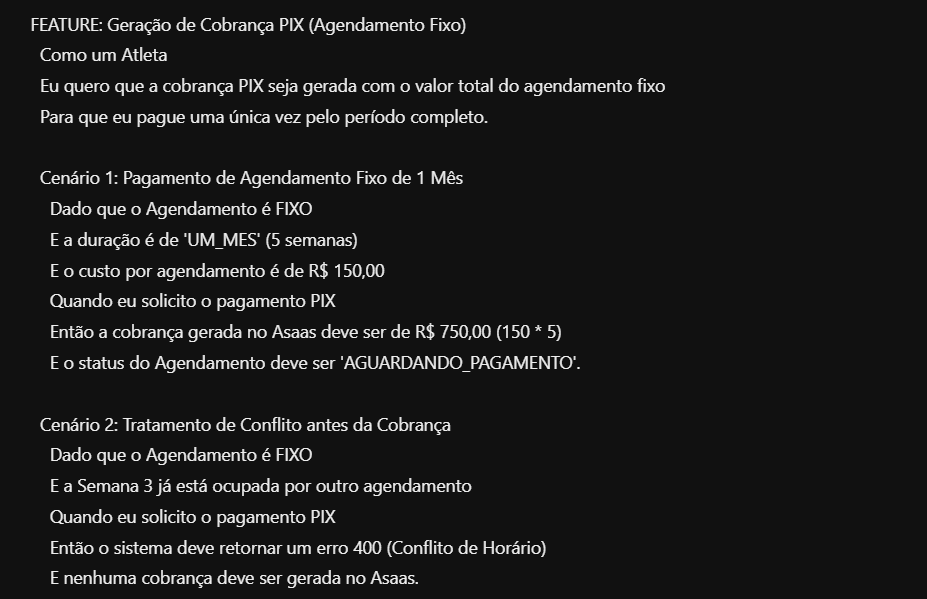 FEATURE: Geração de Cobrança PIX (Agendamento Fixo)
Como um Atleta
Eu quero que a cobrança PIX seja gerada com o valor total do agendamento fixo
Para que eu pague uma única vez pelo período completo.
Cenário 1: Pagamento de Agendamento Fixo de 1 Mês
Dado que o Agendamento é FIXO
E a duração é de 'UM_MES' (5 semanas)
E o custo por agendamento é de R$ 150,00
Quando eu solicito o pagamento PIX
Então a cobrança gerada no Asaas deve ser de R$ 750,00 (150 * 5)
E o status do Agendamento deve ser 'AGUARDANDO_PAGAMENTO'.
Cenário 2: Tratamento de Conflito antes da Cobrança
Dado que o Agendamento é FIXO
E a Semana 3 já está ocupada por outro agendamento
Quando eu solicito o pagamento PIX
Então o sistema deve retornar um erro 400 (Conflito de Horário)
E nenhuma cobrança deve ser gerada no Asaas.